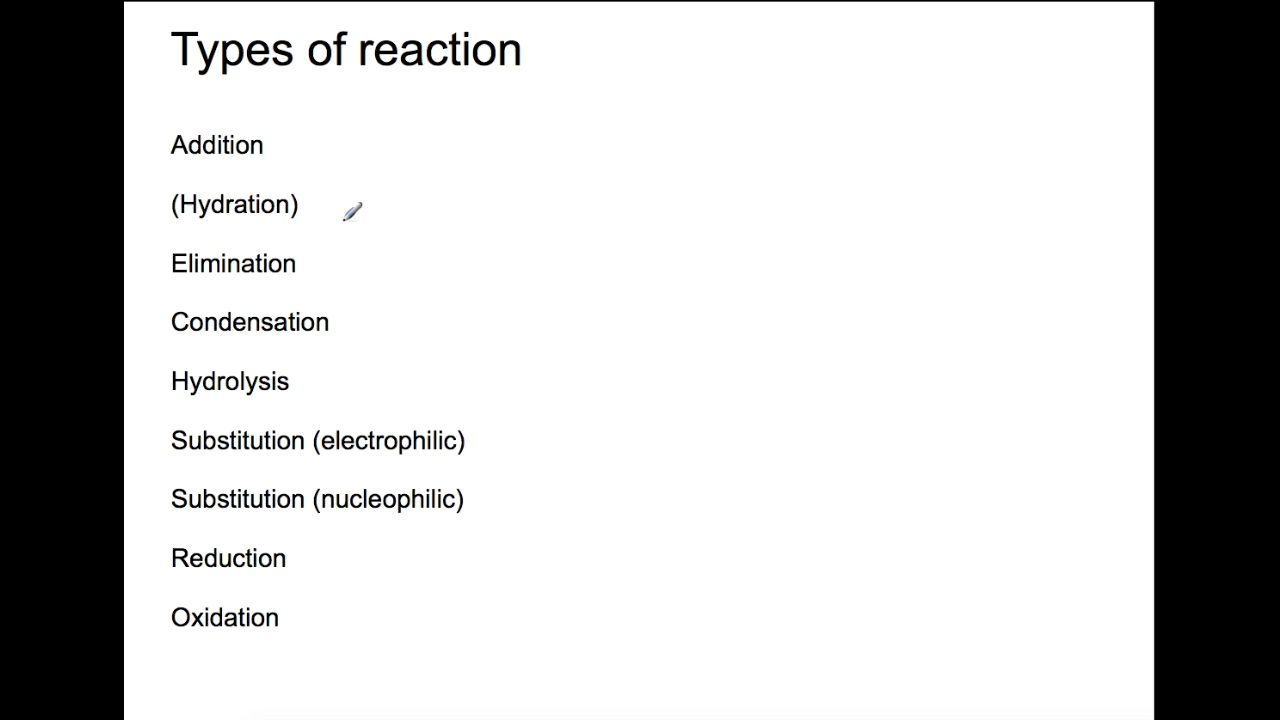 Types of reaction
Addition
(Hydration)
Elimination
Condensation
Hydrolysis
Substitution (electrophilic)
Substitution (nucleophilic)
Reduction
Oxidation